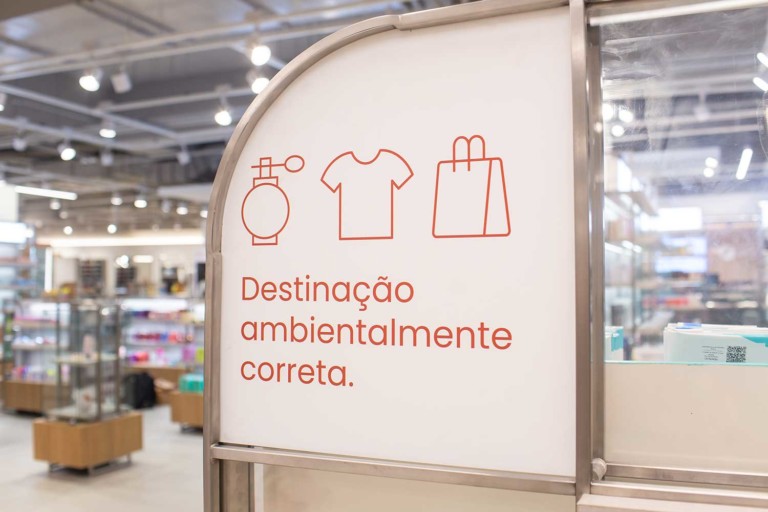 Destinação
ambientalmente
correta.